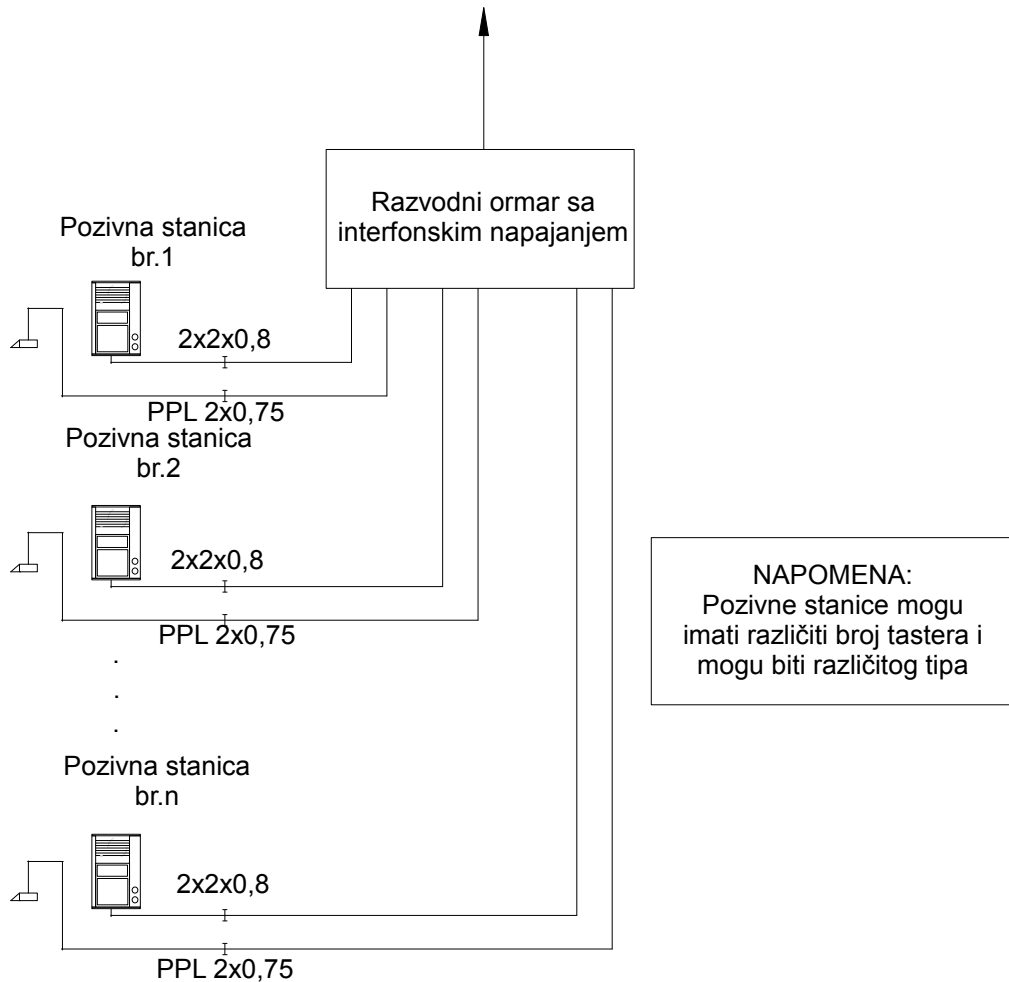 Razvodni ormar sa
interfonskim napajanjem
Pozivna stanica
br.1
2x2x0,8
PPL 2x0,75
Pozivna stanica
br.2
2x2x0,8
PPL 2x0,75
.
.
.
Pozivna stanica
br.n
2x2x0,8
PPL 2x0,75
NAPOMENA:
Pozivne stanice mogu
imati različiti broj tastera i
mogu biti različitog tipa